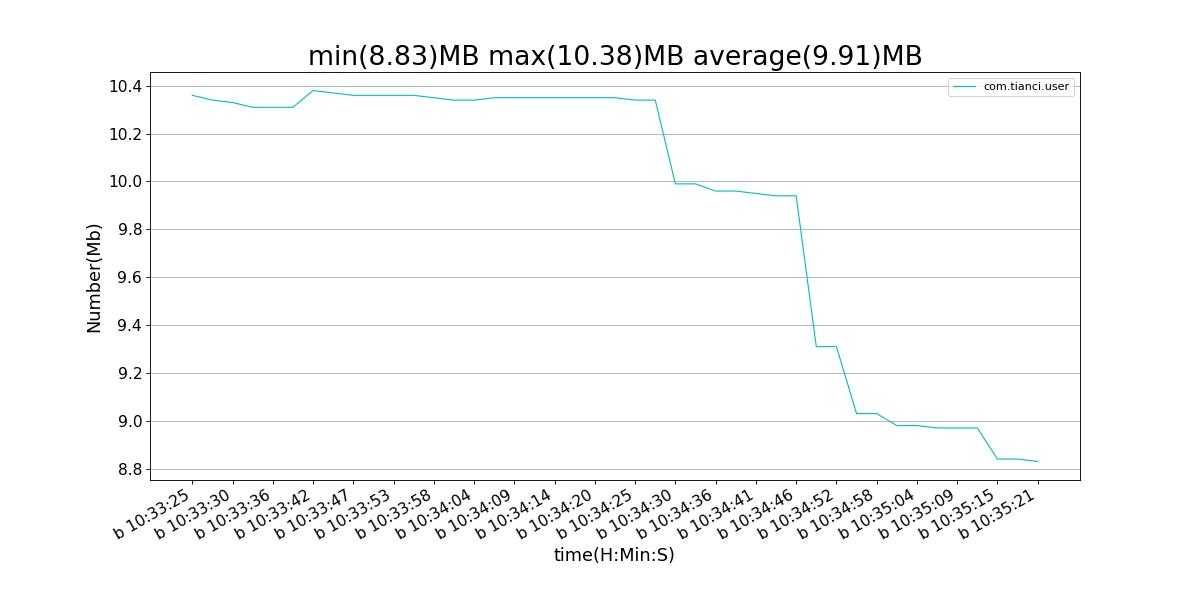 min(8.83)MB max(10.38)MB average(9.91)MB
com.tianci.user
10.4
10.2
10.0
9.8
9.6
9.4
9.2
9.0
8.8
Number(Mb)
b 10:33:25
b 10:33:30
b 10:33:36
b 10:33:42
b 10:33:47
b 10:33:53
b 10:33:58
b 10:34:04
b 10:34:09
b 10:34:14
b 10:34:20
b 10:34:25
b 10:34:30
b 10:34:36
b 10:34:41
b 10:34:46
b 10:34:52
b 10:34:58
b 10:35:04
b 10:35:09
b 10:35:15
b 10:35:21
time(H:Min:S)